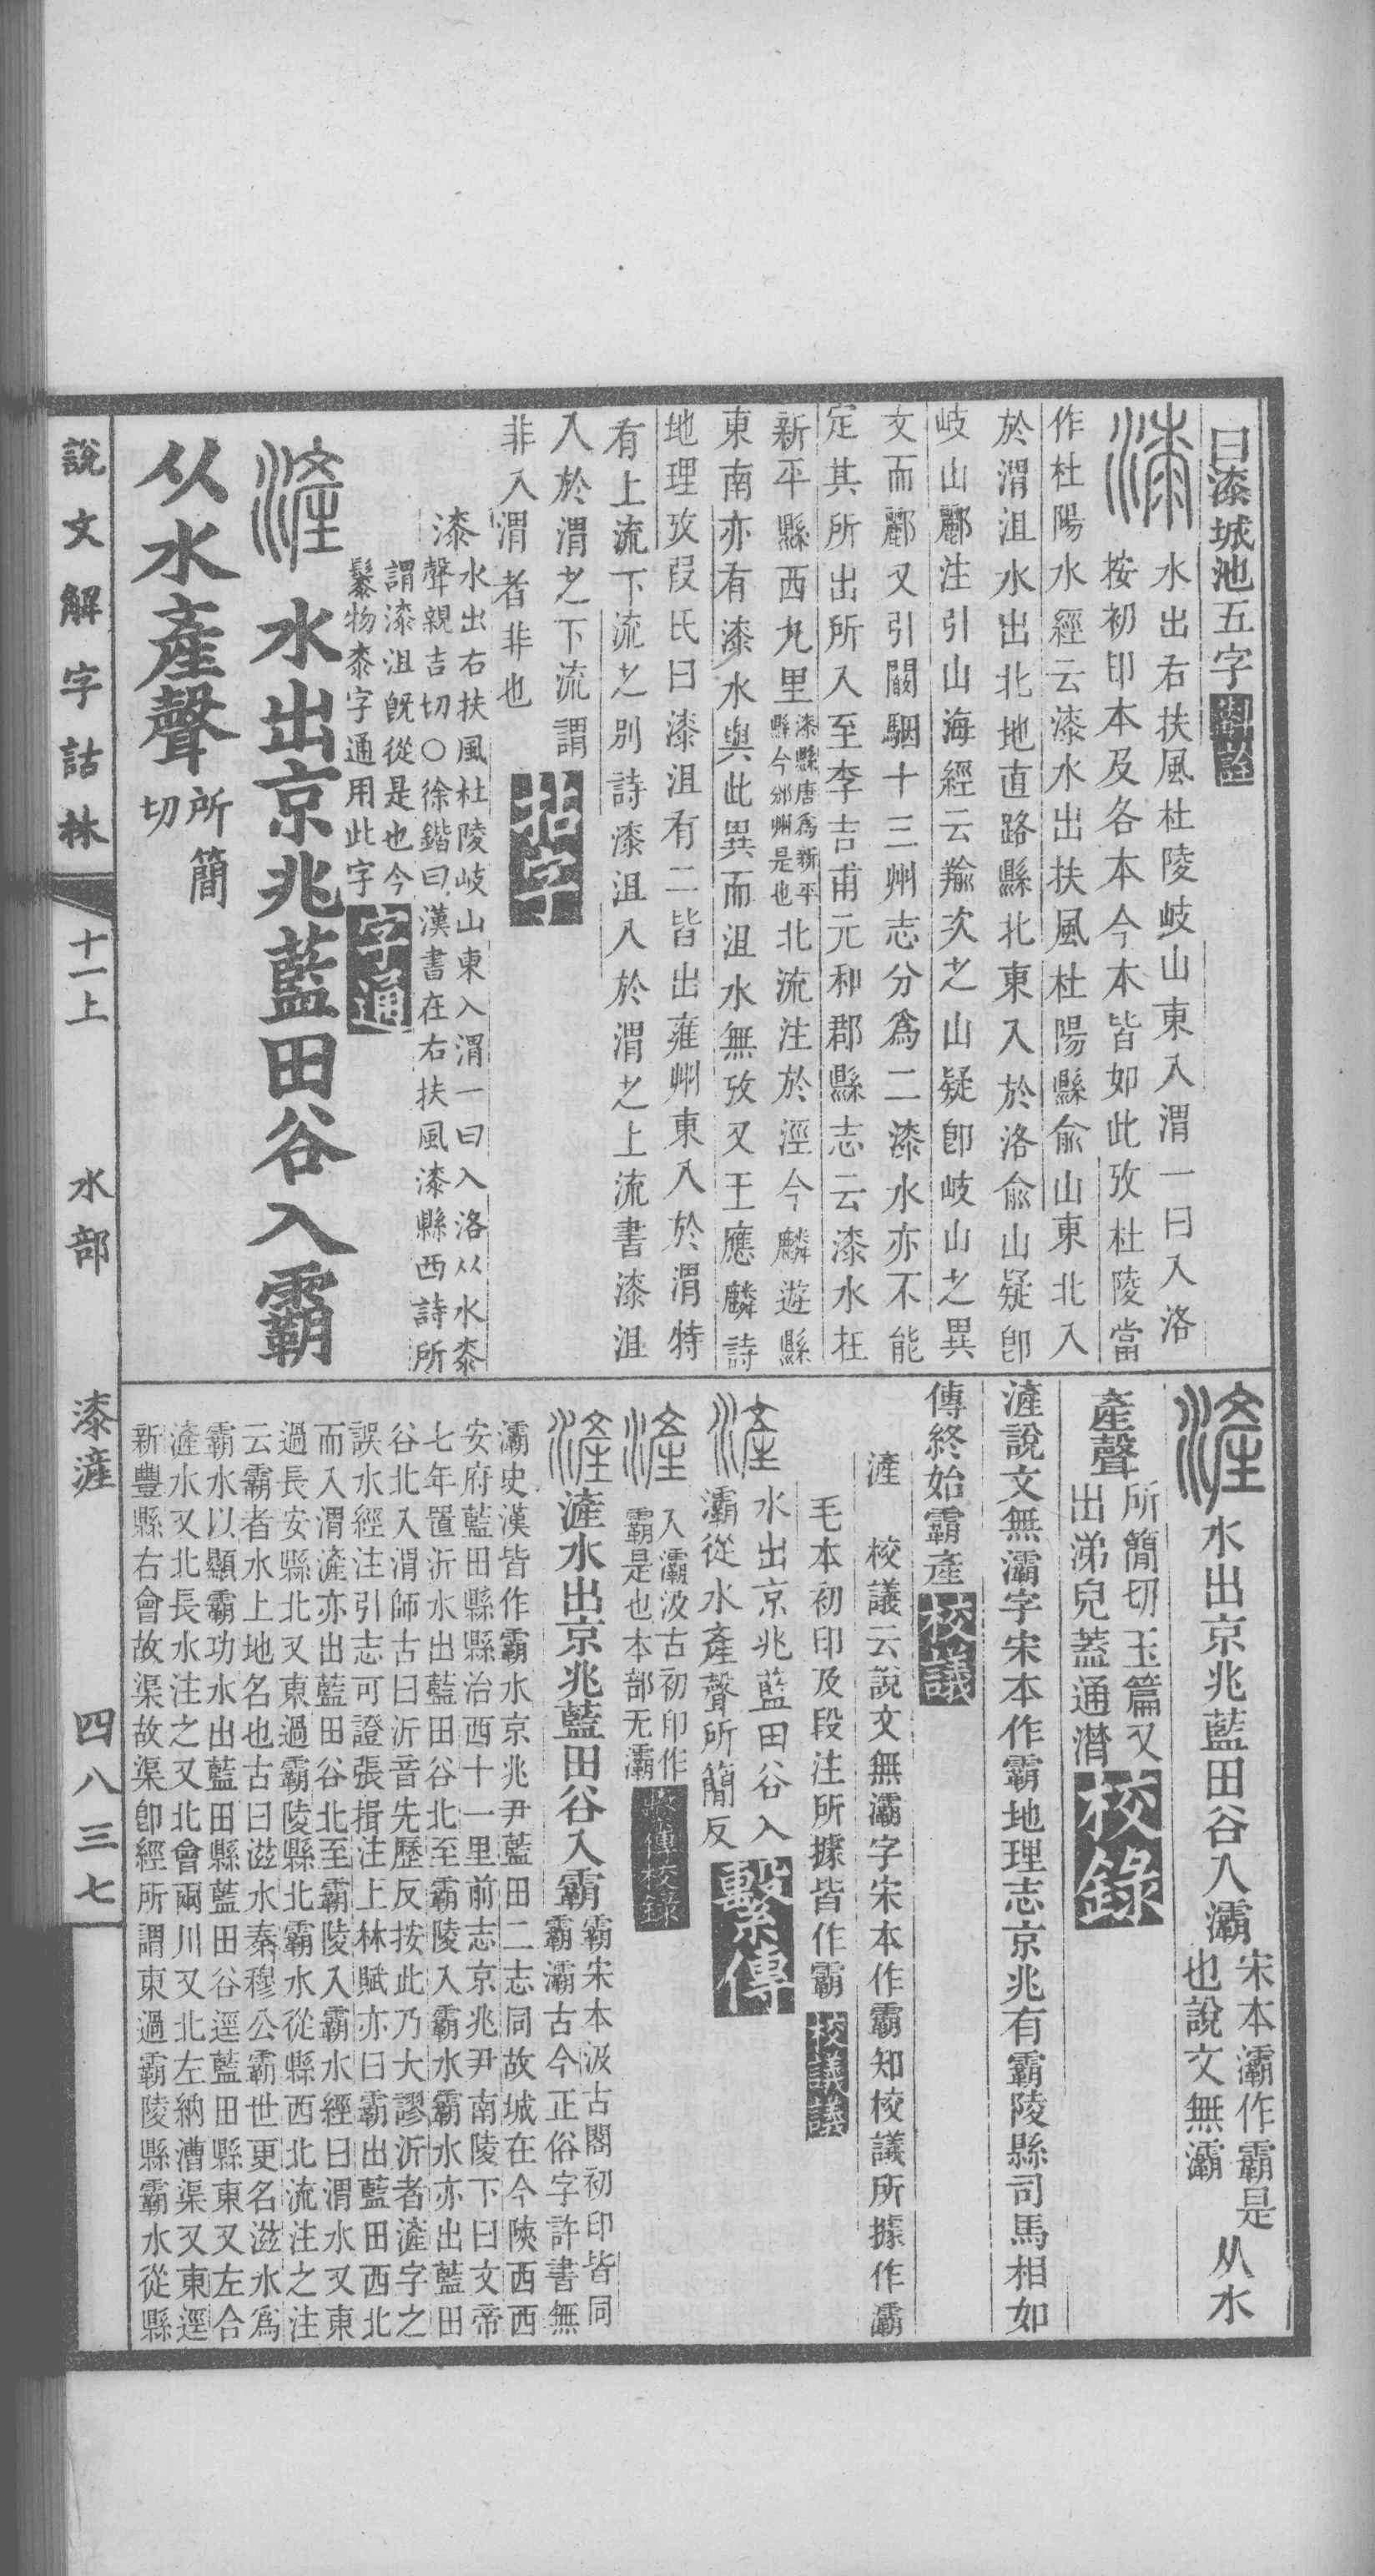 曰漆城池五字斠詮
漆水出右扶風杜陵岐山東入渭一曰入洛
按初印本及各本今本皆如此攷杜陵當
作杜陽水經云漆水出扶風杜陽縣俞山東北入
於渭沮水出北地直路縣北東入於洛俞山疑卽
岐山酈注引山海經云羭次之山疑卽岐山之異
文而酈又引闞駰十三州志分爲二漆水亦不能
定其所出所入至李吉甫元和郡縣志云漆水在
新平縣西九里漆縣唐爲新平
縣今邠州是也北流注於涇今麟遊縣
東南亦有漆水與此異而沮水無攷又王應麟詩
地理攷叚氏曰漆沮有二皆出雍州東入於渭特
有上流下流之別詩漆沮入於渭之上流書漆沮
入於渭之下流謂
非入渭者非也
拈字
漆水出右扶風杜陵岐山東入渭一曰入洛从水桼
聲親吉切○徐鍇曰漢書在右扶風漆縣西詩所
謂漆沮旣從是也今
髹物桼字通用此字字通
滻水出京兆藍田谷入霸
从水產聲所簡
切
滻水出京兆藍田谷入灞宋本灞作霸是
也說文無灞从水
產聲所簡切玉篇又
出涕皃蓋通潸校錄
滻說文無灞字宋本作霸地理志京兆有霸陵縣司馬相如
傳終始霸產校議
滻校議云說文無灞字宋本作霸知校議所據作灞
毛本初印及段注所據皆作霸校議議
滻水出京兆藍田谷入
灞從水產聲所簡反繫傳
滻入灞汲古初印作
霸是也本部无灞繫傳校錄
滻滻水出京兆藍田谷入霸霸宋本汲古閣初印皆同
霸灞古今正俗字許書無
灞史漢皆作霸水京兆尹藍田二志同故城在今陝西西
安府藍田縣縣治西十一里前志京兆尹南陵下曰文帝
七年置沂水出藍田谷北至霸陵入霸水霸水亦出藍田
谷北入渭師古曰沂音先歷反按此乃大謬沂者滻字之
誤水經注引志可證張揖注上林賦亦曰霸出藍田西北
而入渭滻亦出藍田谷北至霸陵入霸水經曰渭水又東
過長安縣北又東過霸陵縣北霸水從縣西北流注之注
云霸者水上地名也古曰滋水秦穆公霸世更名滋水爲
霸水以顯霸功水出藍田縣藍田谷逕藍田縣東又左合
滻水又北長水注之又北會兩川又北左納漕渠又東逕
新豐縣右會故渠故渠卽經所謂東過霸陵縣霸水從縣
說文解字詁林
十一上
水部
漆滻
四八三七